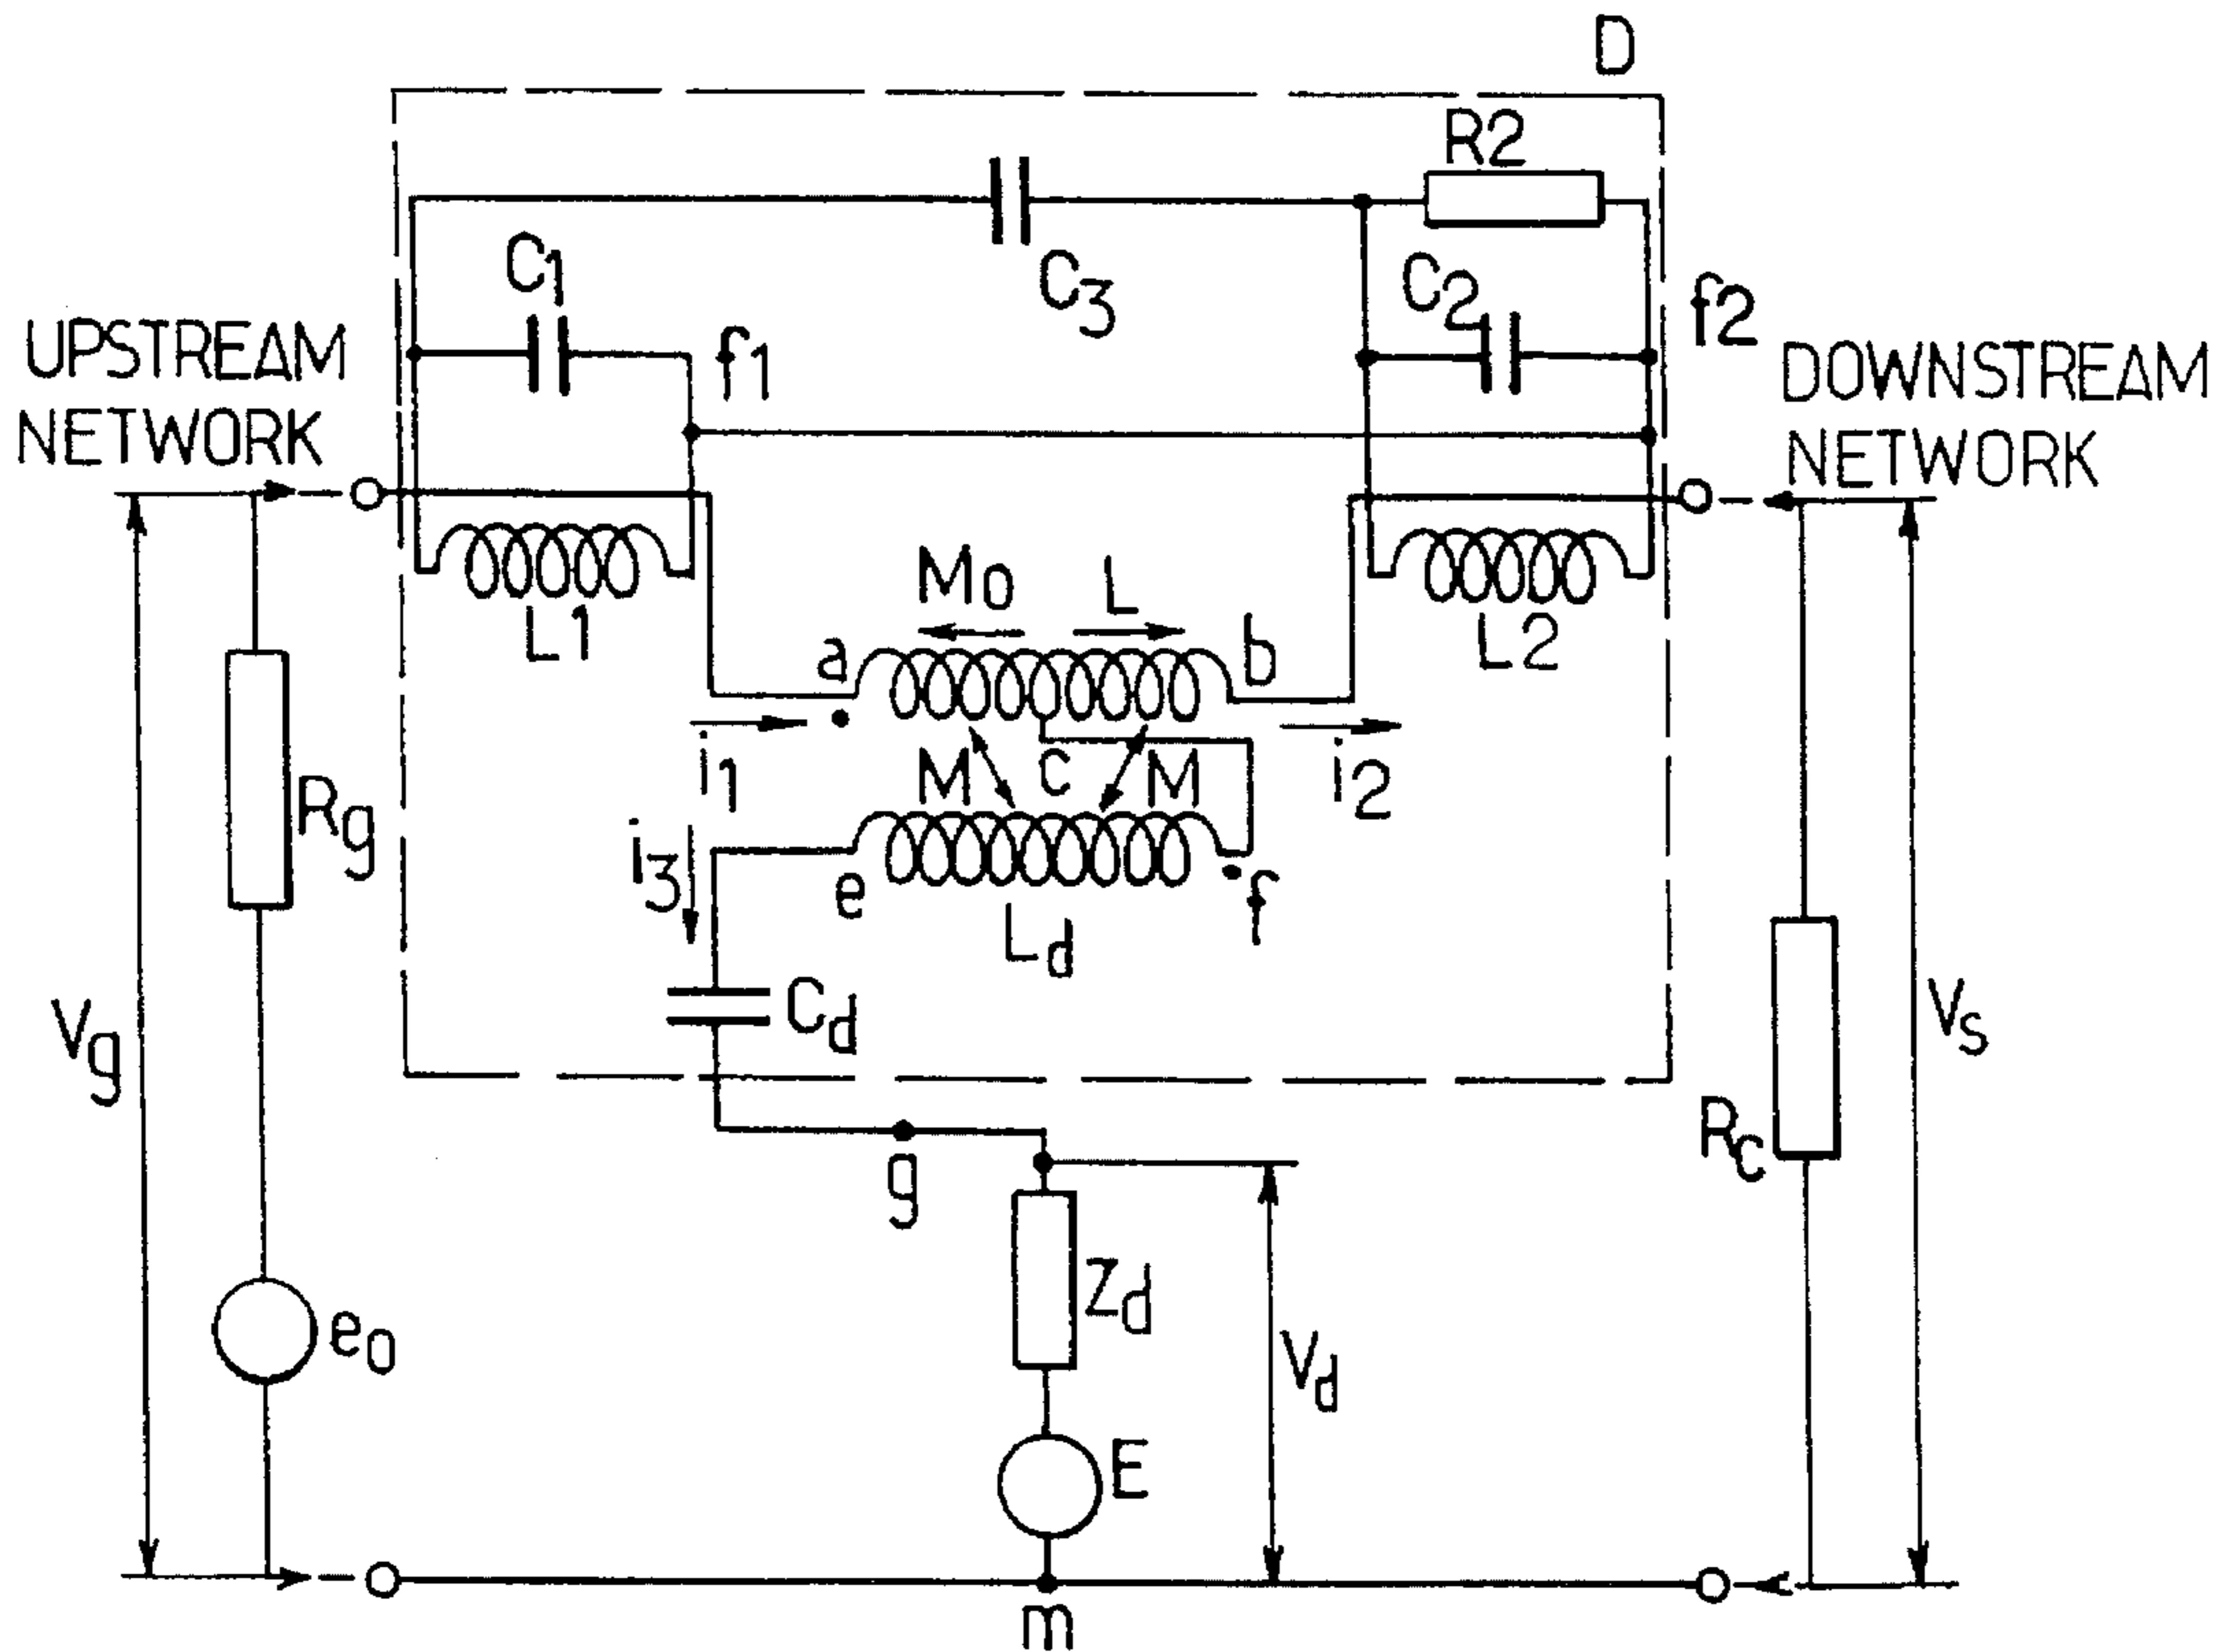 D
R2
C1
C3
C2
f1
f2
UPSTREAM
NETWORK
DOWNSTREAM
NETWORK
L1
Mo
L
L2
a
b
i1
M
c
M
i2
Rg
i3
e
Ld
f
Cd
Vg
Vs
Rc
g
Zd
eo
Vd
E
m